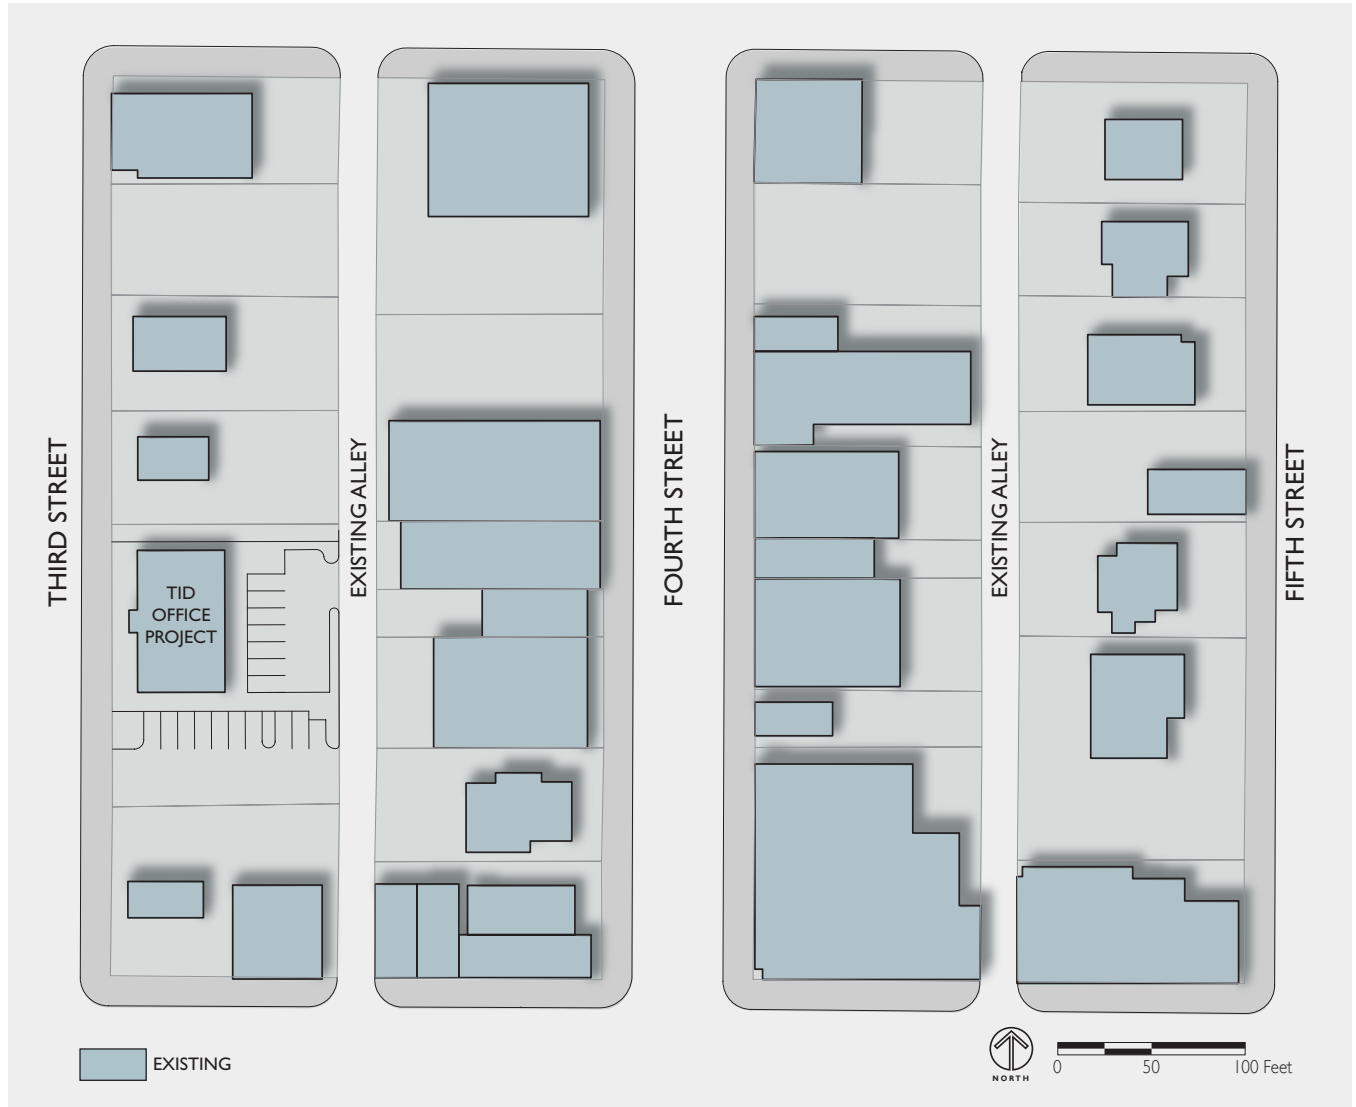 THIRD STREET
EXISTING ALLEY
FOURTH STREET
EXISTING ALLEY
FIFTH STREET
TID
OFFICE
PROJECT
EXISTING
NORTH
0 50 100 Feet